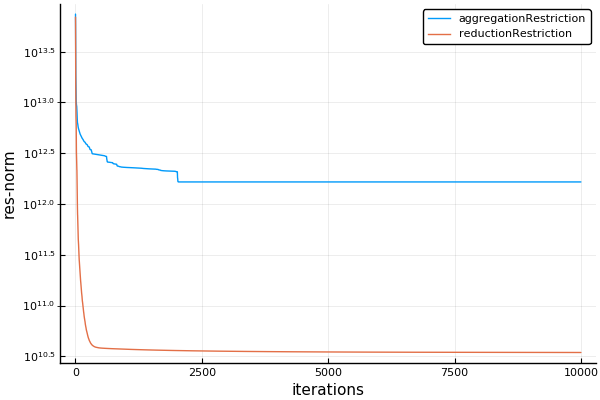 aggregationRestriction
reductionRestriction
10^13.5
10^13.0
10^12.5
10^12.0
10^11.5
10^11.0
10^10.5
res-norm
0 2500 5000 7500 10000
iterations